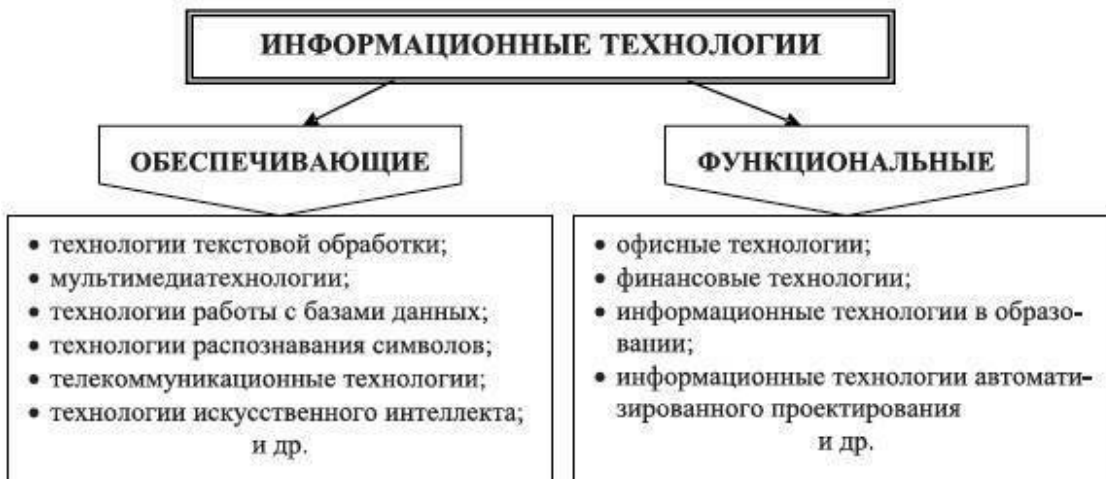 ИНФОРМАЦИОННЫЕ ТЕХНОЛОГИИ
ОБЕСПЕЧИВАЮЩИЕ
• технологии текстовой обработки;
• мультимедиатехнологии;
• технологии работы с базами данных;
• технологии распознавания символов;
• телекоммуникационные технологии;
• технологии искусственного интеллекта;
и др.
ФУНКЦИОНАЛЬНЫЕ
• офисные технологии;
• финансовые технологии;
• информационные технологии в образо-
вании;
• информационные технологии автомати-
зированного проектирования
и др.